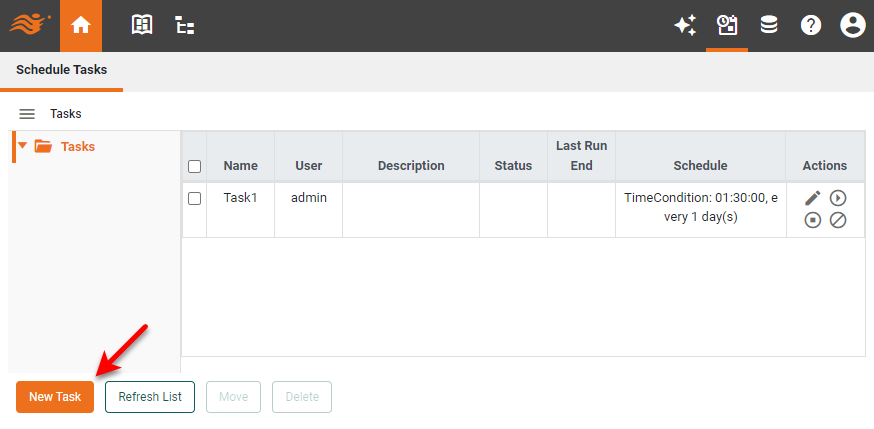 Schedule Tasks
Tasks
Tasks
Name User Description Status Last Run End Schedule Actions
Task1 admin TimeCondition: 01:30:00, e
very 1 day(s)
New Task Refresh List Move Delete